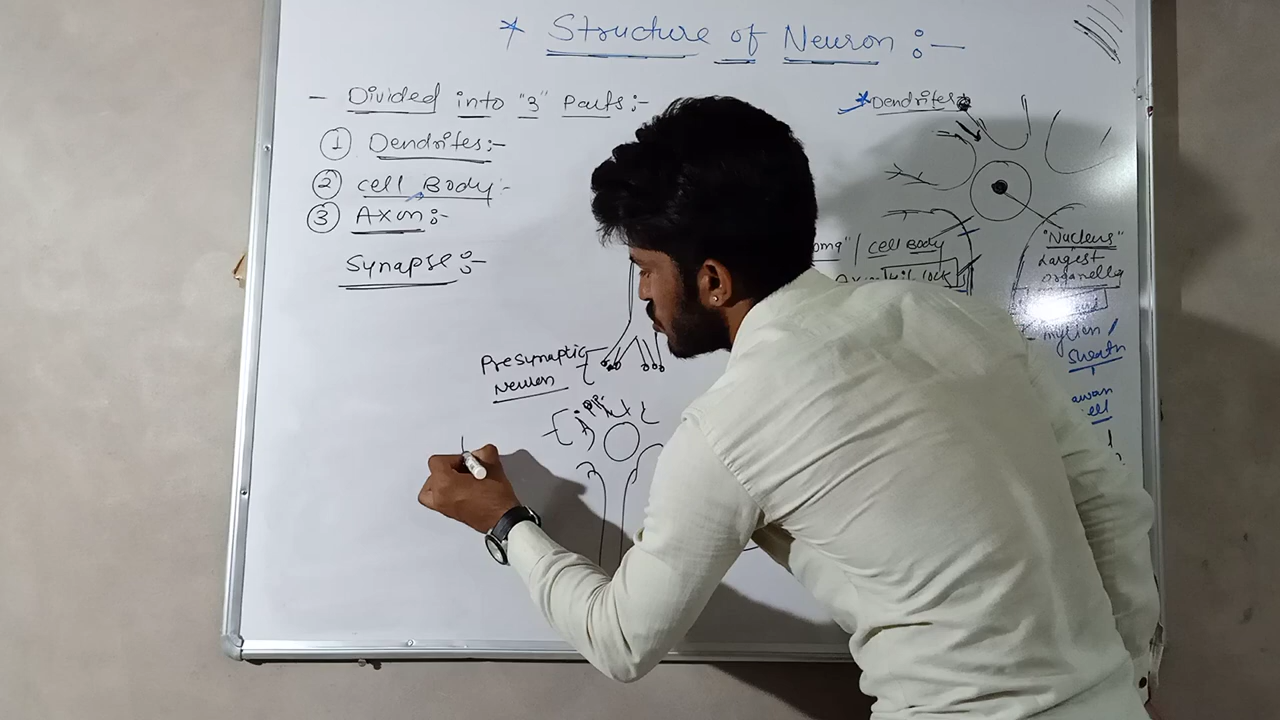 * Structure of Neuron :-
- Divided into "3" Parts :-
① Dendrites :-
② Cell Body :-
③ Axon :-
Synapse :-
Presynaptic
Neuron
* Dendrites
Cell Body
"Nucleus"
Largest
organelle
Mylien /
Sheath